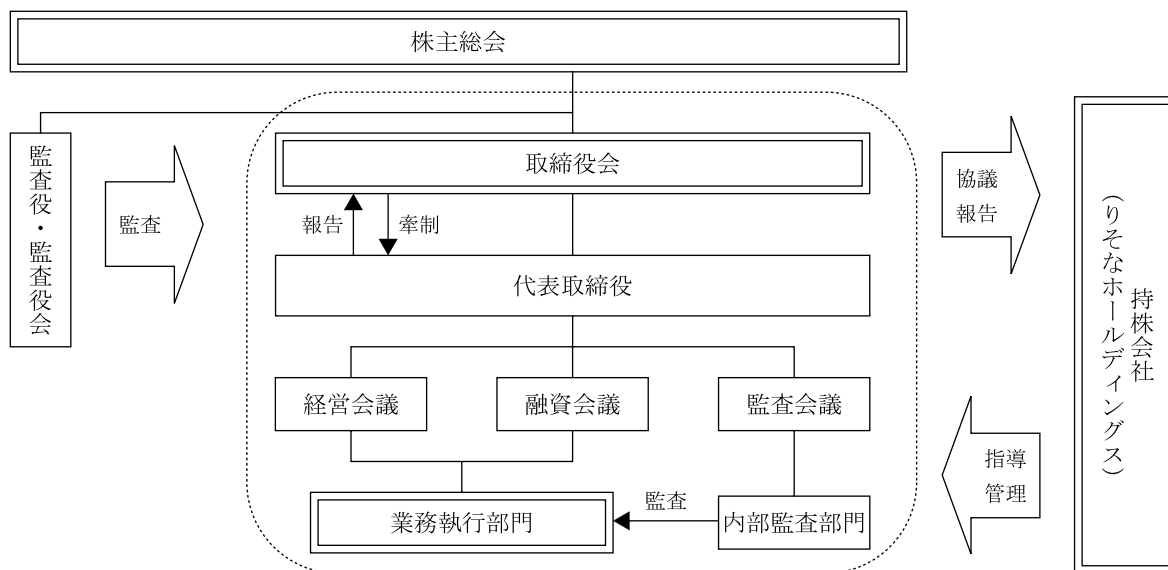 株主総会
監査役・監査役会
監査
取締役会
報告
牽制
代表取締役
経営会議
融資会議
監査会議
業務執行部門
監査
内部監査部門
協議
報告
指導
管理
持株会社
(りそなホールディングス)